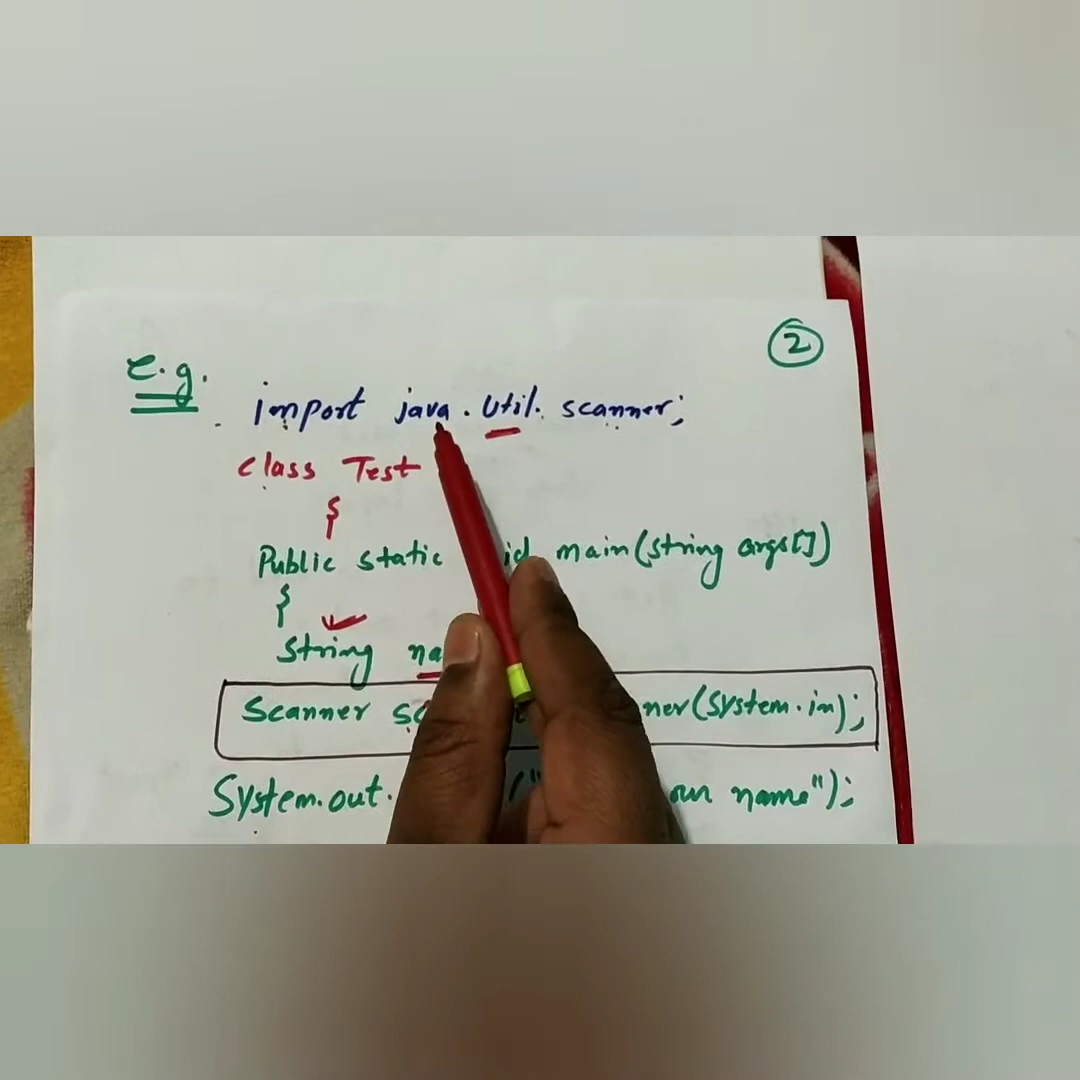 2
e.g.
import java.util.scanner;
class Test
{
Public static main(String args[])
{
String
Scanner (System.in);
System.out. name");